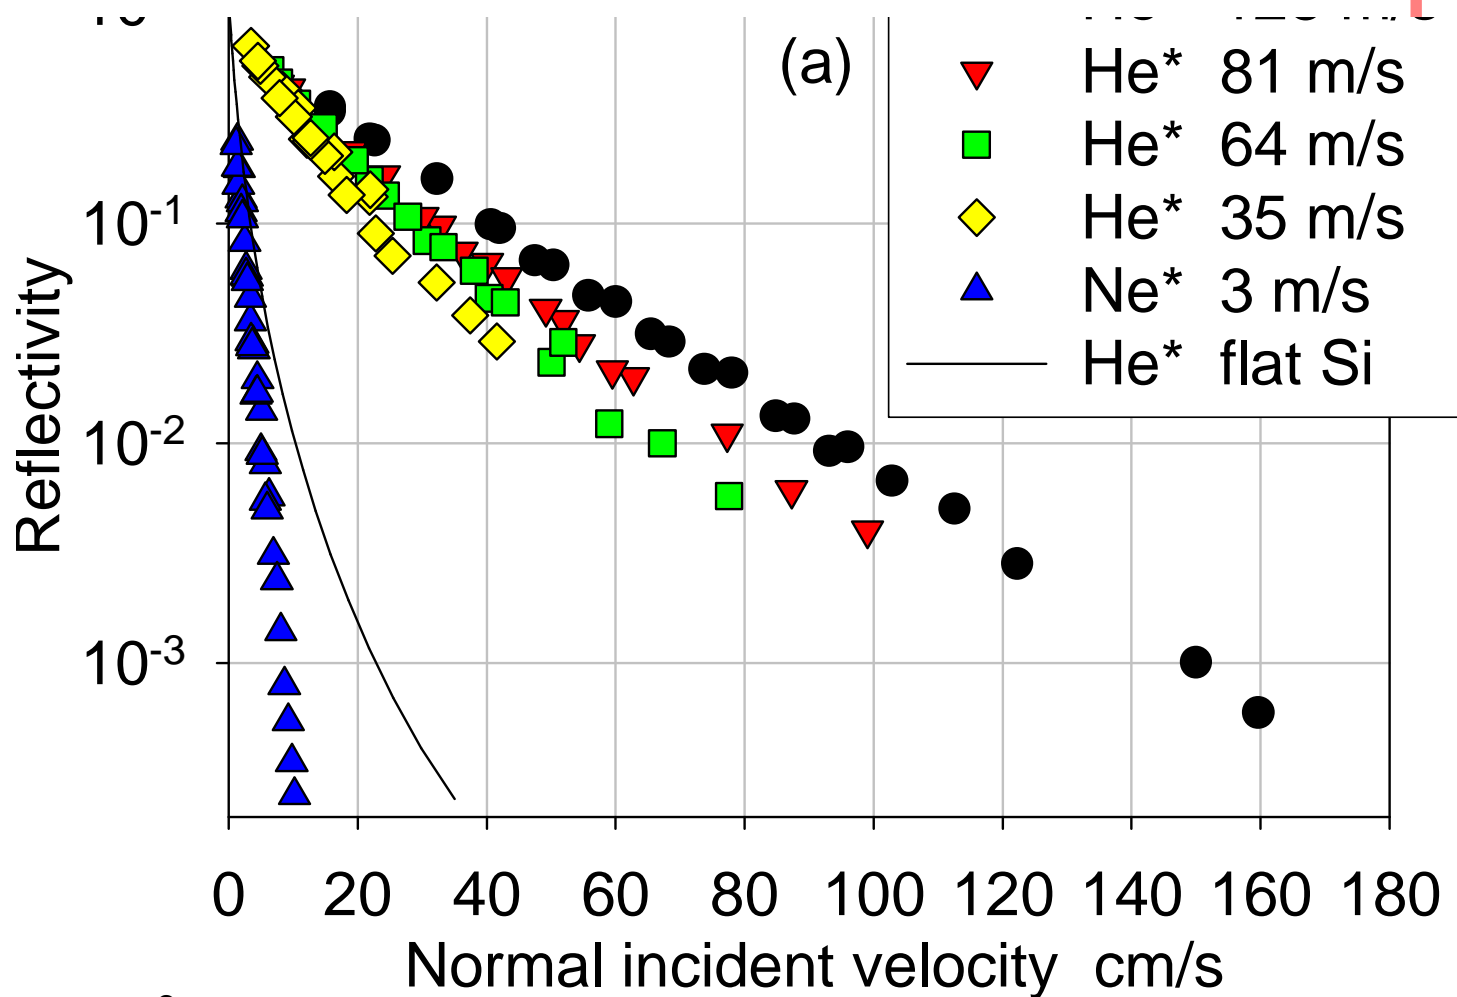 (a)
He* 81 m/s
He* 64 m/s
He* 35 m/s
Ne* 3 m/s
He* flat Si
10-1
10-2
10-3
Reflectivity
0 20 40 60 80 100 120 140 160 180
Normal incident velocity cm/s